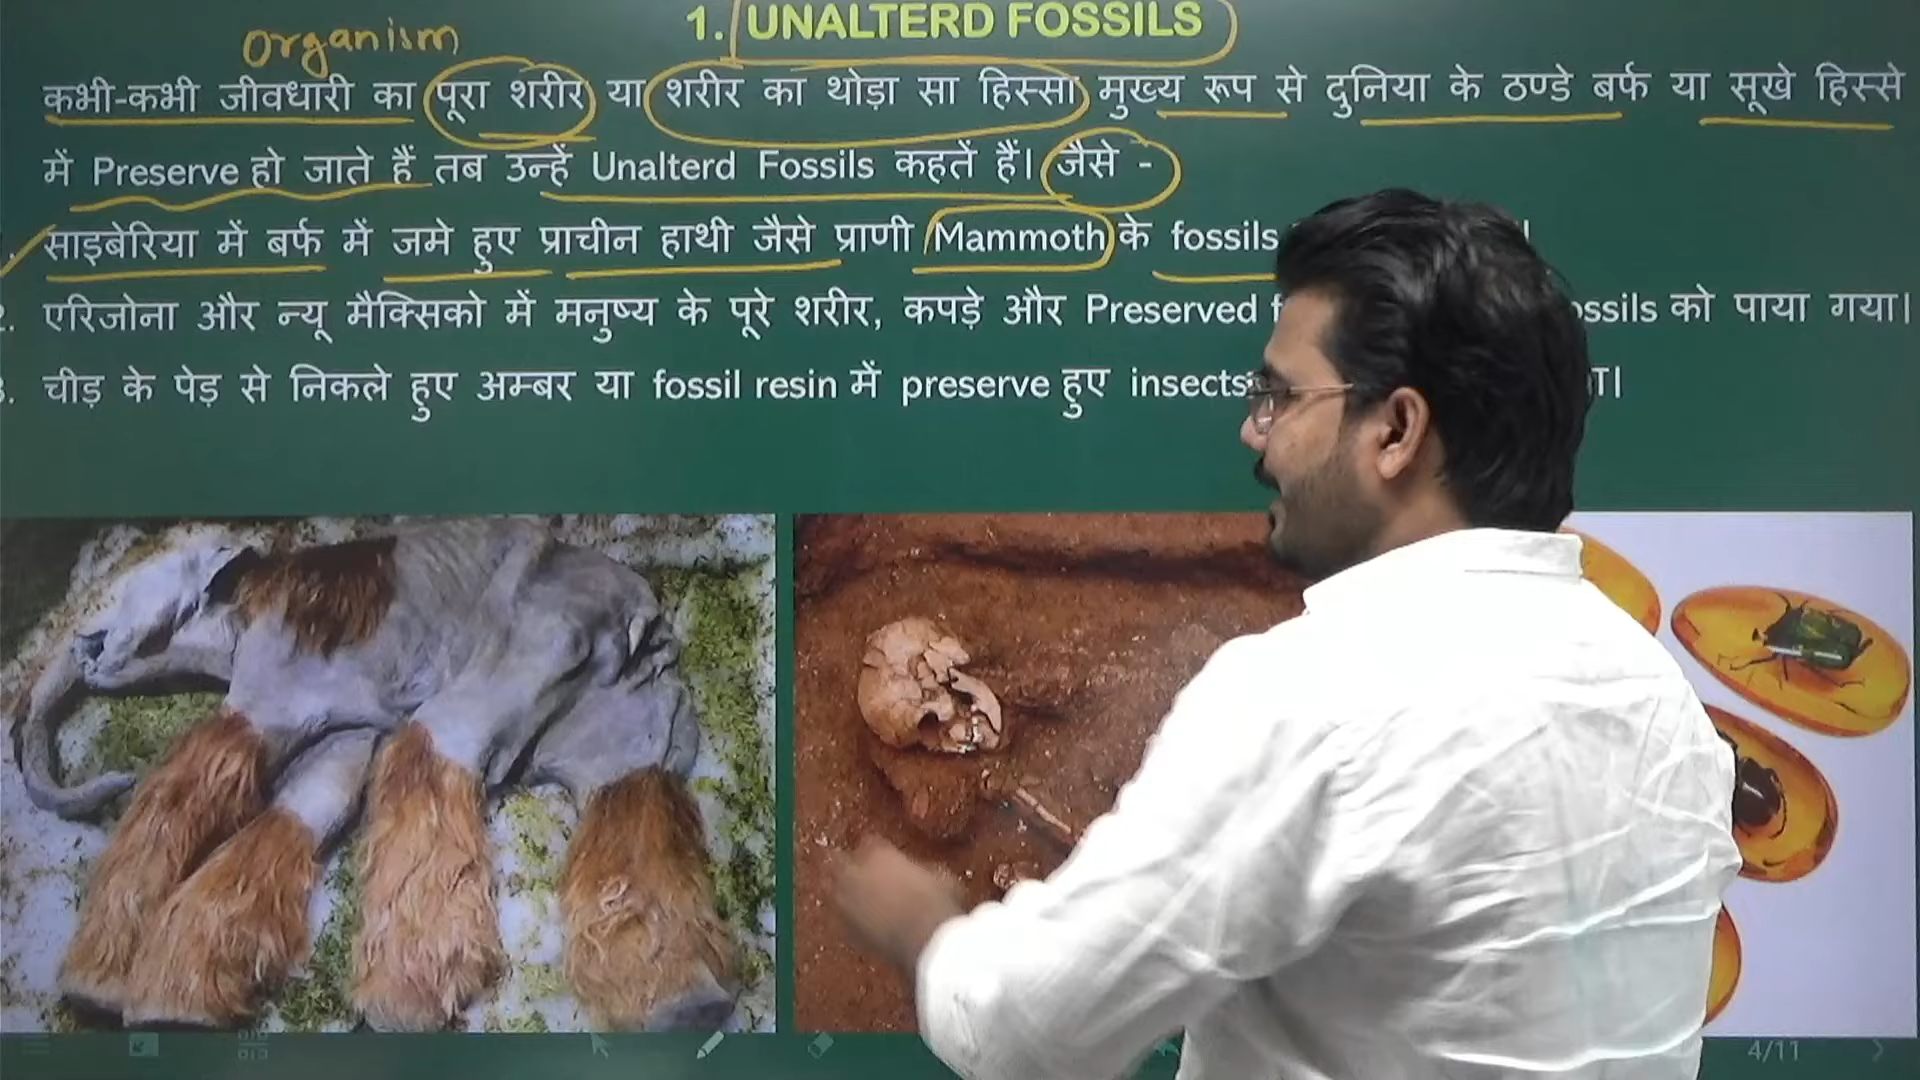 1. UNALTERD FOSSILS
organism
कभी-कभी जीवधारी का पूरा शरीर या शरीर का थोड़ा सा हिस्सा मुख्य रूप से दुनिया के ठण्डे बर्फ या सूखे हिस्से
में Preserve हो जाते हैं तब उन्हें Unalterd Fossils कहतें हैं। जैसे -
साइबेरिया में बर्फ में जमे हुए प्राचीन हाथी जैसे प्राणी Mammoth के fossils
2. एरिजोना और न्यू मैक्सिको में मनुष्य के पूरे शरीर, कपड़े और Preserved को पाया गया।
3. चीड़ के पेड़ से निकले हुए अम्बर या fossil resin में preserve हुए insects
4/11